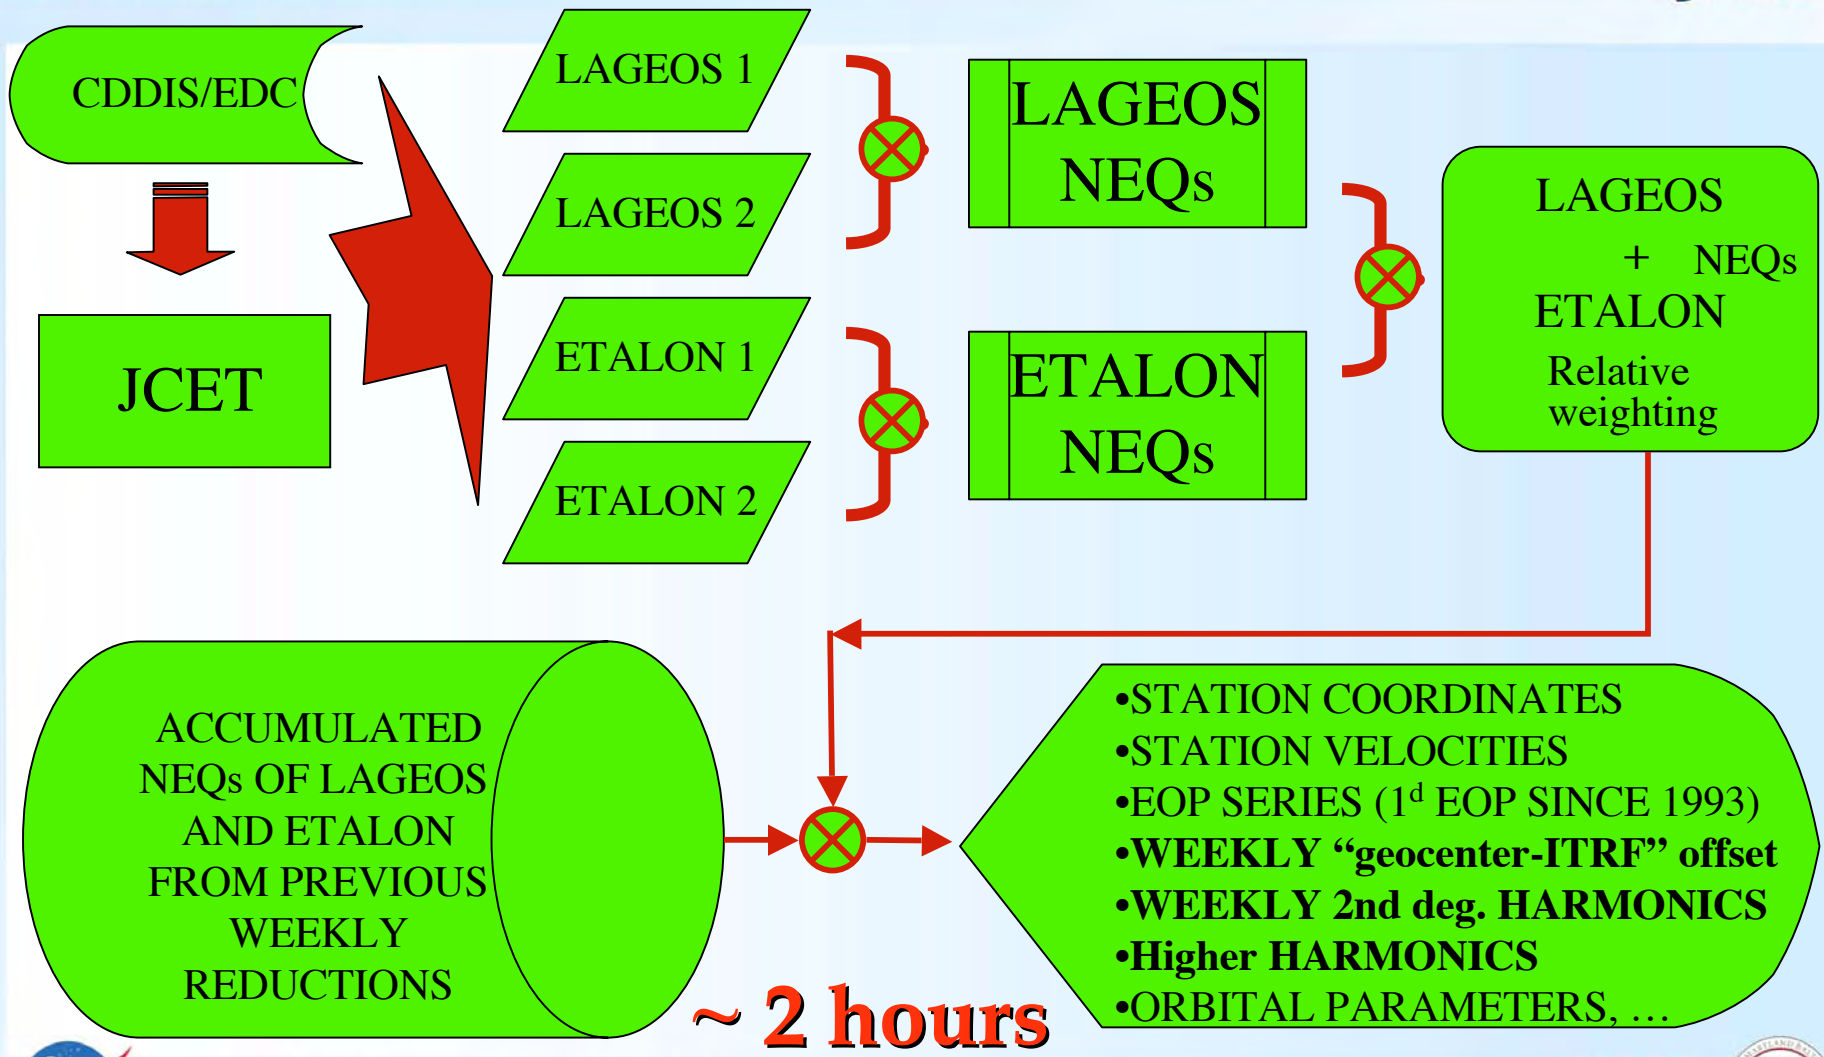 CDDIS/EDC
JCET
LAGEOS 1
LAGEOS 2
ETALON 1
ETALON 2
LAGEOS
NEQs
ETALON
NEQs
LAGEOS
+ NEQs
ETALON
Relative
weighting
ACCUMULATED
NEQs OF LAGEOS
AND ETALON
FROM PREVIOUS
WEEKLY
REDUCTIONS
~ 2 hours
•STATION COORDINATES
•STATION VELOCITIES
•EOP SERIES (1ᵈ EOP SINCE 1993)
•WEEKLY “geocenter-ITRF” offset
•WEEKLY 2nd deg. HARMONICS
•Higher HARMONICS
•ORBITAL PARAMETERS, …